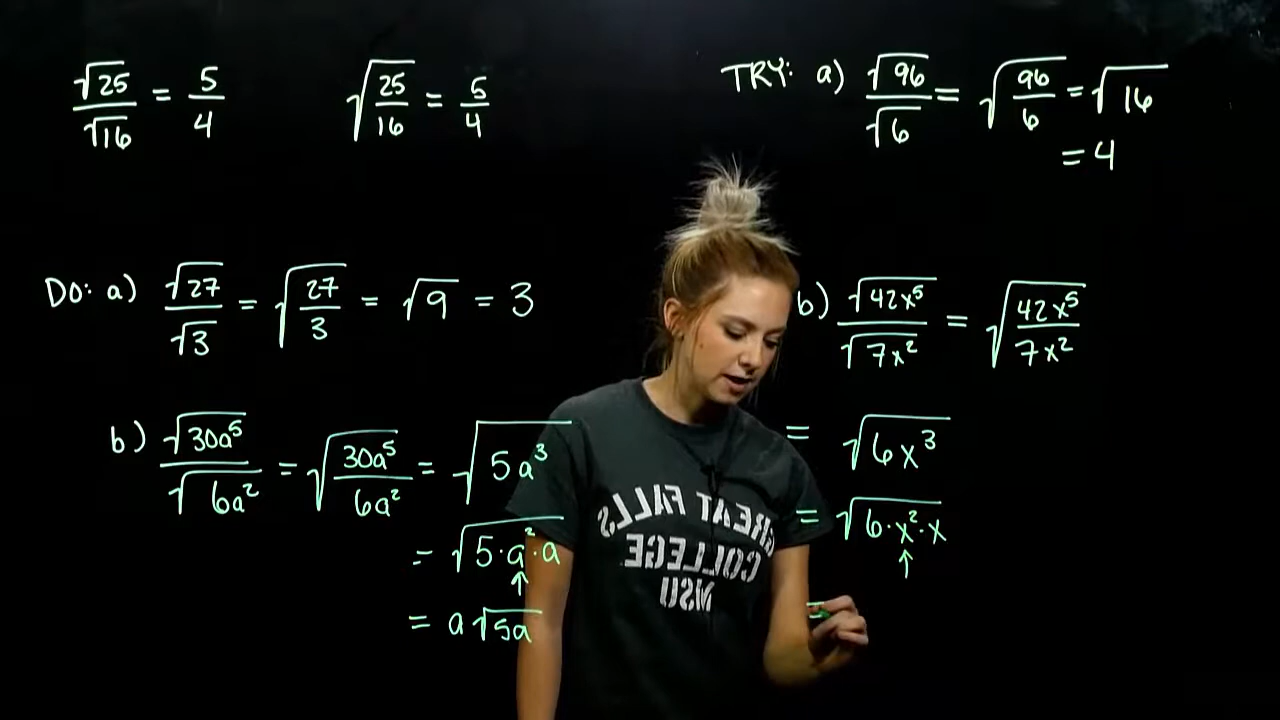 √25/√16 = 5/4
√(25/16) = 5/4
TRY: a) √96/√6 = √(96/6) = √16
= 4
DO: a) √27/√3 = √(27/3) = √9 = 3
b) √(30a⁵)/√(6a²) = √(30a⁵/6a²) = √(5a³)
= √(5·a²·a)
↑
= a√(5a)
b) √(42x⁵)/√(7x²) = √(42x⁵/7x²)
= √(6x³)
= √(6·x²·x)
↑
=
GREAT FALLS
COLLEGE
MSU